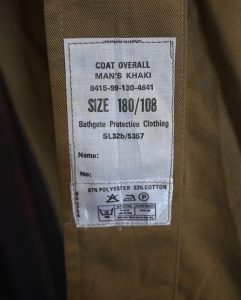 COAT OVERALL
MAN'S KHAKI
8415-99-130-4641
SIZE 180/108
Bathgate Protective Clothing
SL32b/5357
Name:
No:
67% POLYESTER 33% COTTON